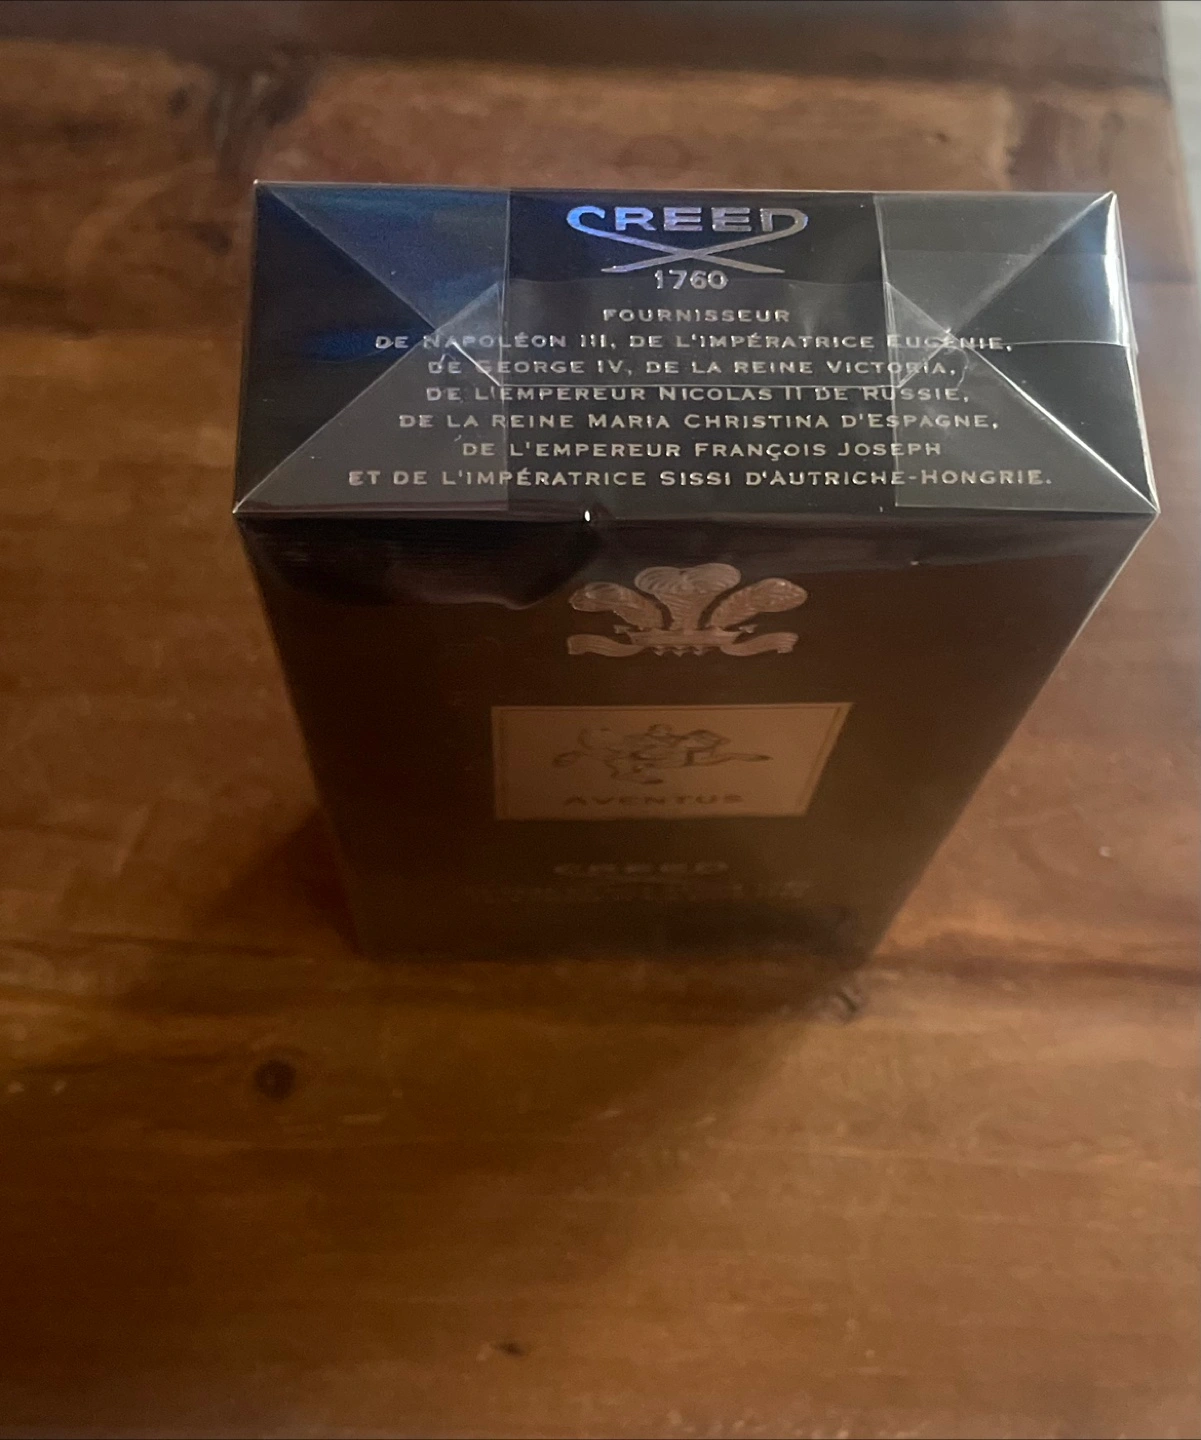 CREED
1760
FOURNISSEUR
DE NAPOLÉON III, DE L'IMPÉRATRICE EUGÉNIE,
DE GEORGE IV, DE LA REINE VICTORIA,
DE L'EMPEREUR NICOLAS II DE RUSSIE,
DE LA REINE MARIA CHRISTINA D'ESPAGNE,
DE L'EMPEREUR FRANÇOIS JOSEPH
ET DE L'IMPÉRATRICE SISSI D'AUTRICHE-HONGRIE.
AVENTUS
CREED